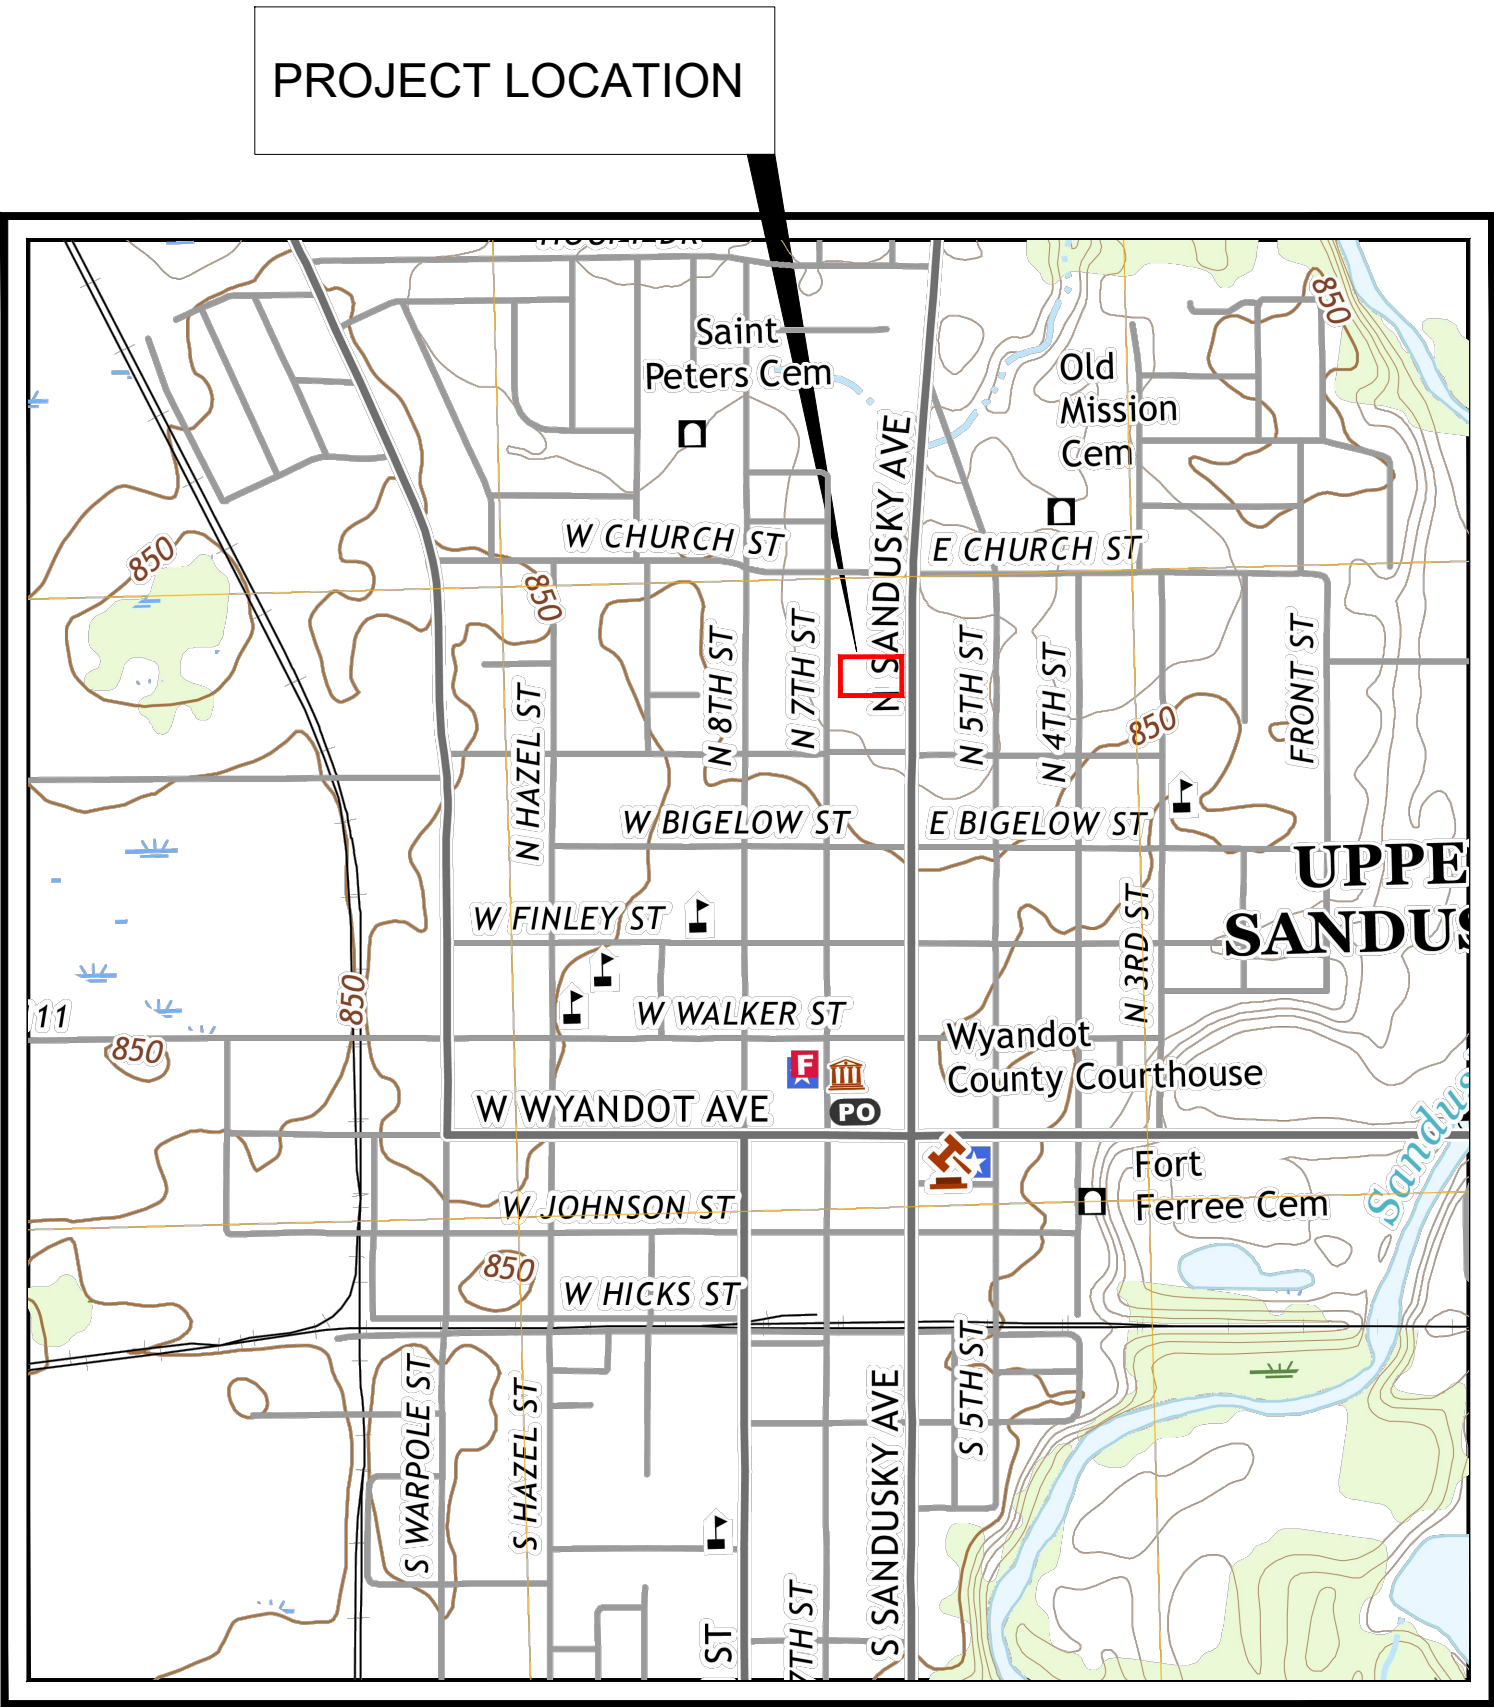 PROJECT LOCATION
Saint
Peters Cem
850
Old
Mission
Cem
N SANDUSKY AVE
W CHURCH ST
E CHURCH ST
850
850
N HAZEL ST
N 8TH ST
N 7TH ST
N 5TH ST
N 4TH ST
FRONT ST
850
W BIGELOW ST
E BIGELOW ST
UPPE
SANDUS
W FINLEY ST
N 3RD ST
850
W WALKER ST
11
850
Wyandot
County Courthouse
F
PO
W WYANDOT AVE
Sandus
Fort
Ferree Cem
W JOHNSON ST
850
W HICKS ST
S WARPOLE ST
S HAZEL ST
S SANDUSKY AVE
S 5TH ST
ST
7TH ST